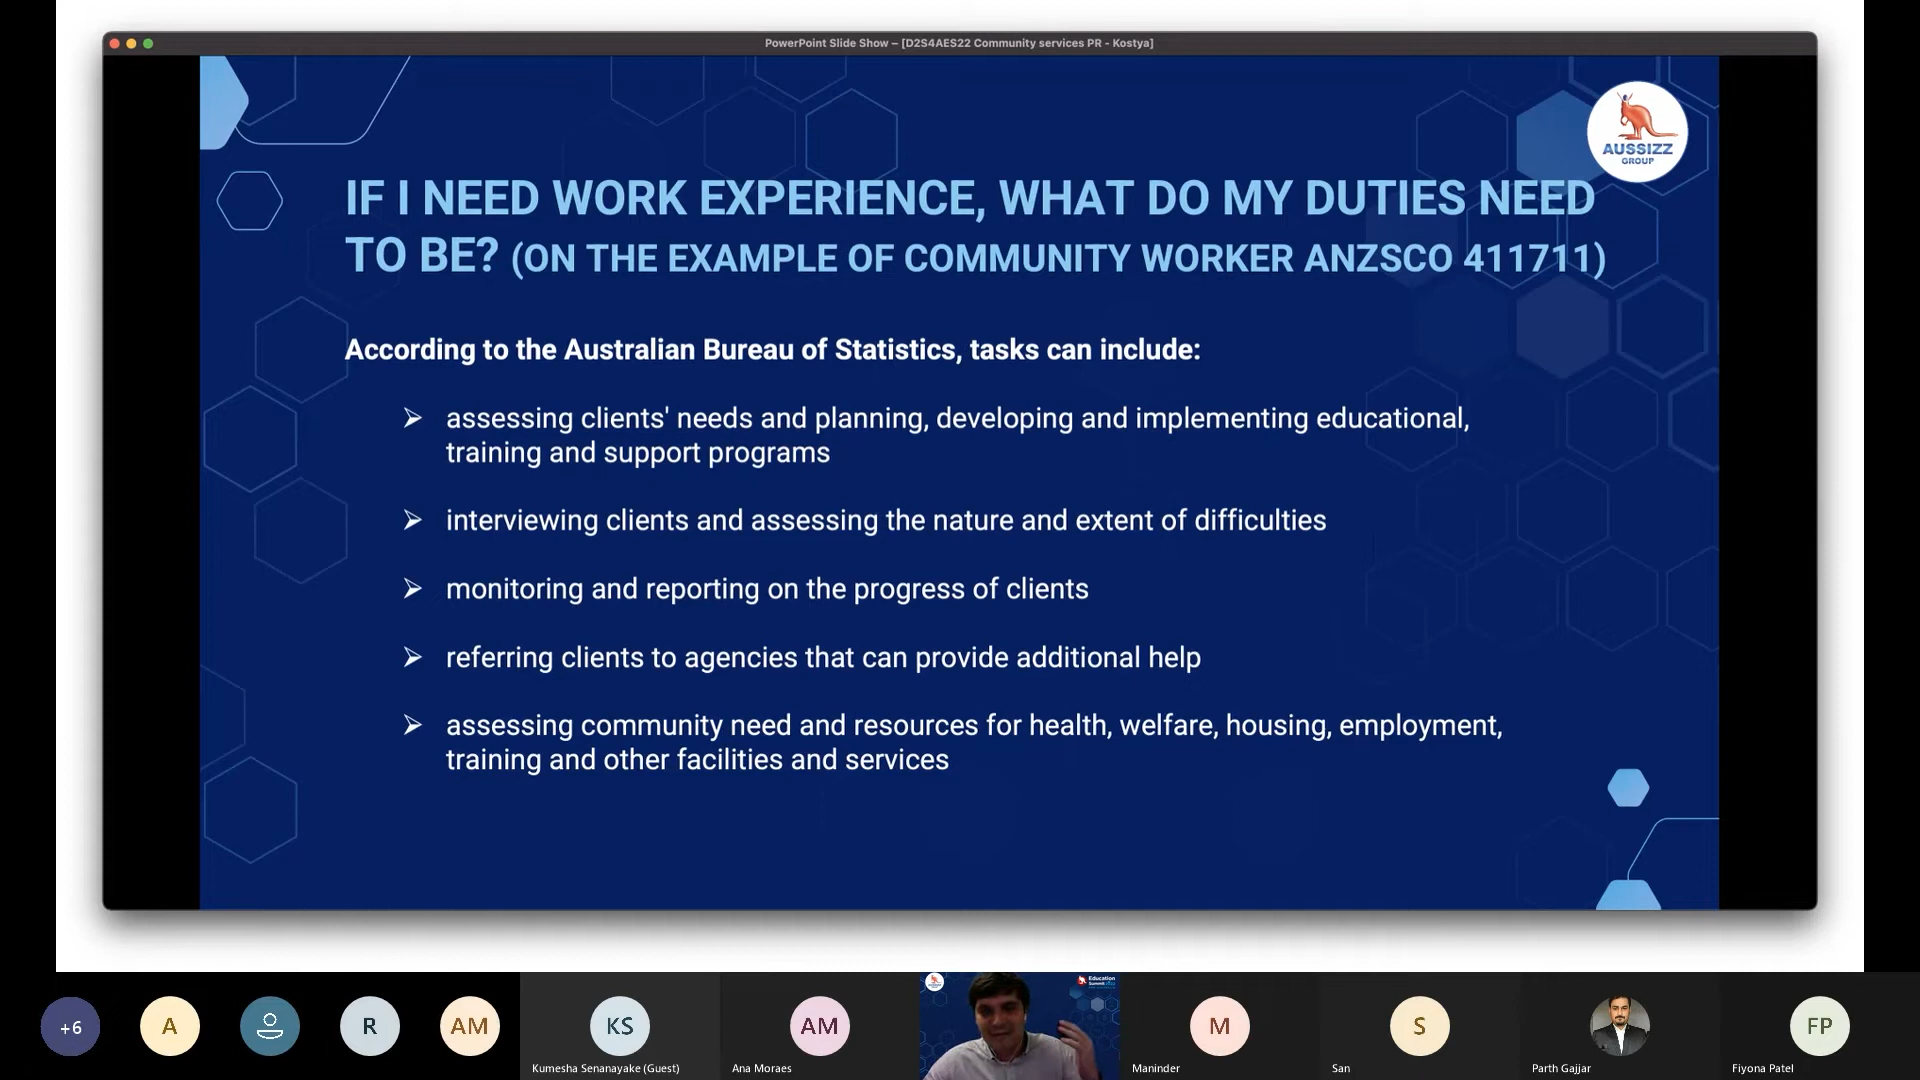 PowerPoint Slide Show – [D2S4AES22 Community services PR - Kostya]
AUSSIZZ
GROUP
IF I NEED WORK EXPERIENCE, WHAT DO MY DUTIES NEED
TO BE? (ON THE EXAMPLE OF COMMUNITY WORKER ANZSCO 411711)
According to the Australian Bureau of Statistics, tasks can include:
assessing clients' needs and planning, developing and implementing educational,
training and support programs
interviewing clients and assessing the nature and extent of difficulties
monitoring and reporting on the progress of clients
referring clients to agencies that can provide additional help
assessing community need and resources for health, welfare, housing, employment,
training and other facilities and services
+6
A
R
AM
KS
Kumesha Senanayake (Guest)
AM
Ana Moraes
Education
M
Maninder
S
San
Parth Gajjar
FP
Fiyona Patel